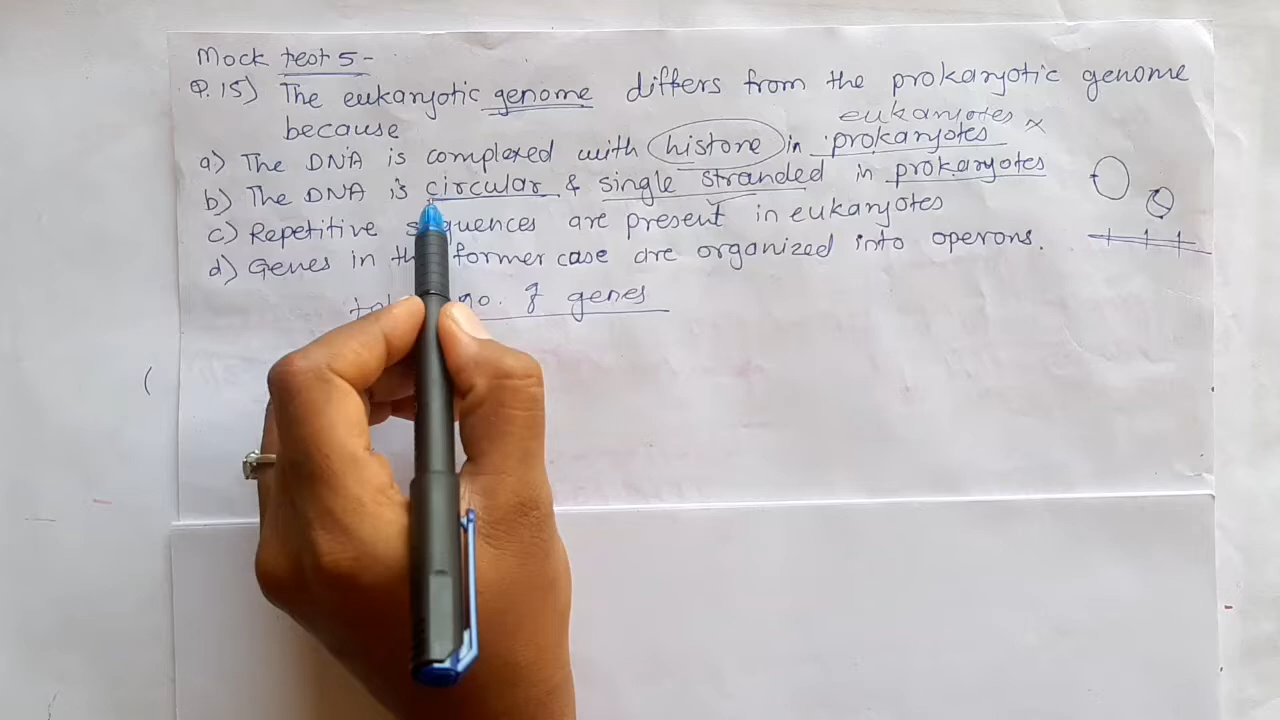 Mock test 5-
Q.15) The eukaryotic genome differs from the prokaryotic genome
because
eukaryotes x
a) The DNA is complexed with histone in prokaryotes
b) The DNA is circular & single stranded in prokaryotes
c) Repetitive sequences are present in eukaryotes
d) Genes in the former case are organized into operons.
no. of genes